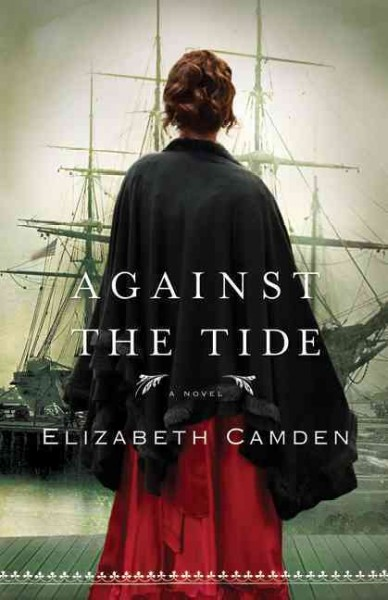 AGAINST
THE TIDE
A NOVEL
ELIZABETH CAMDEN